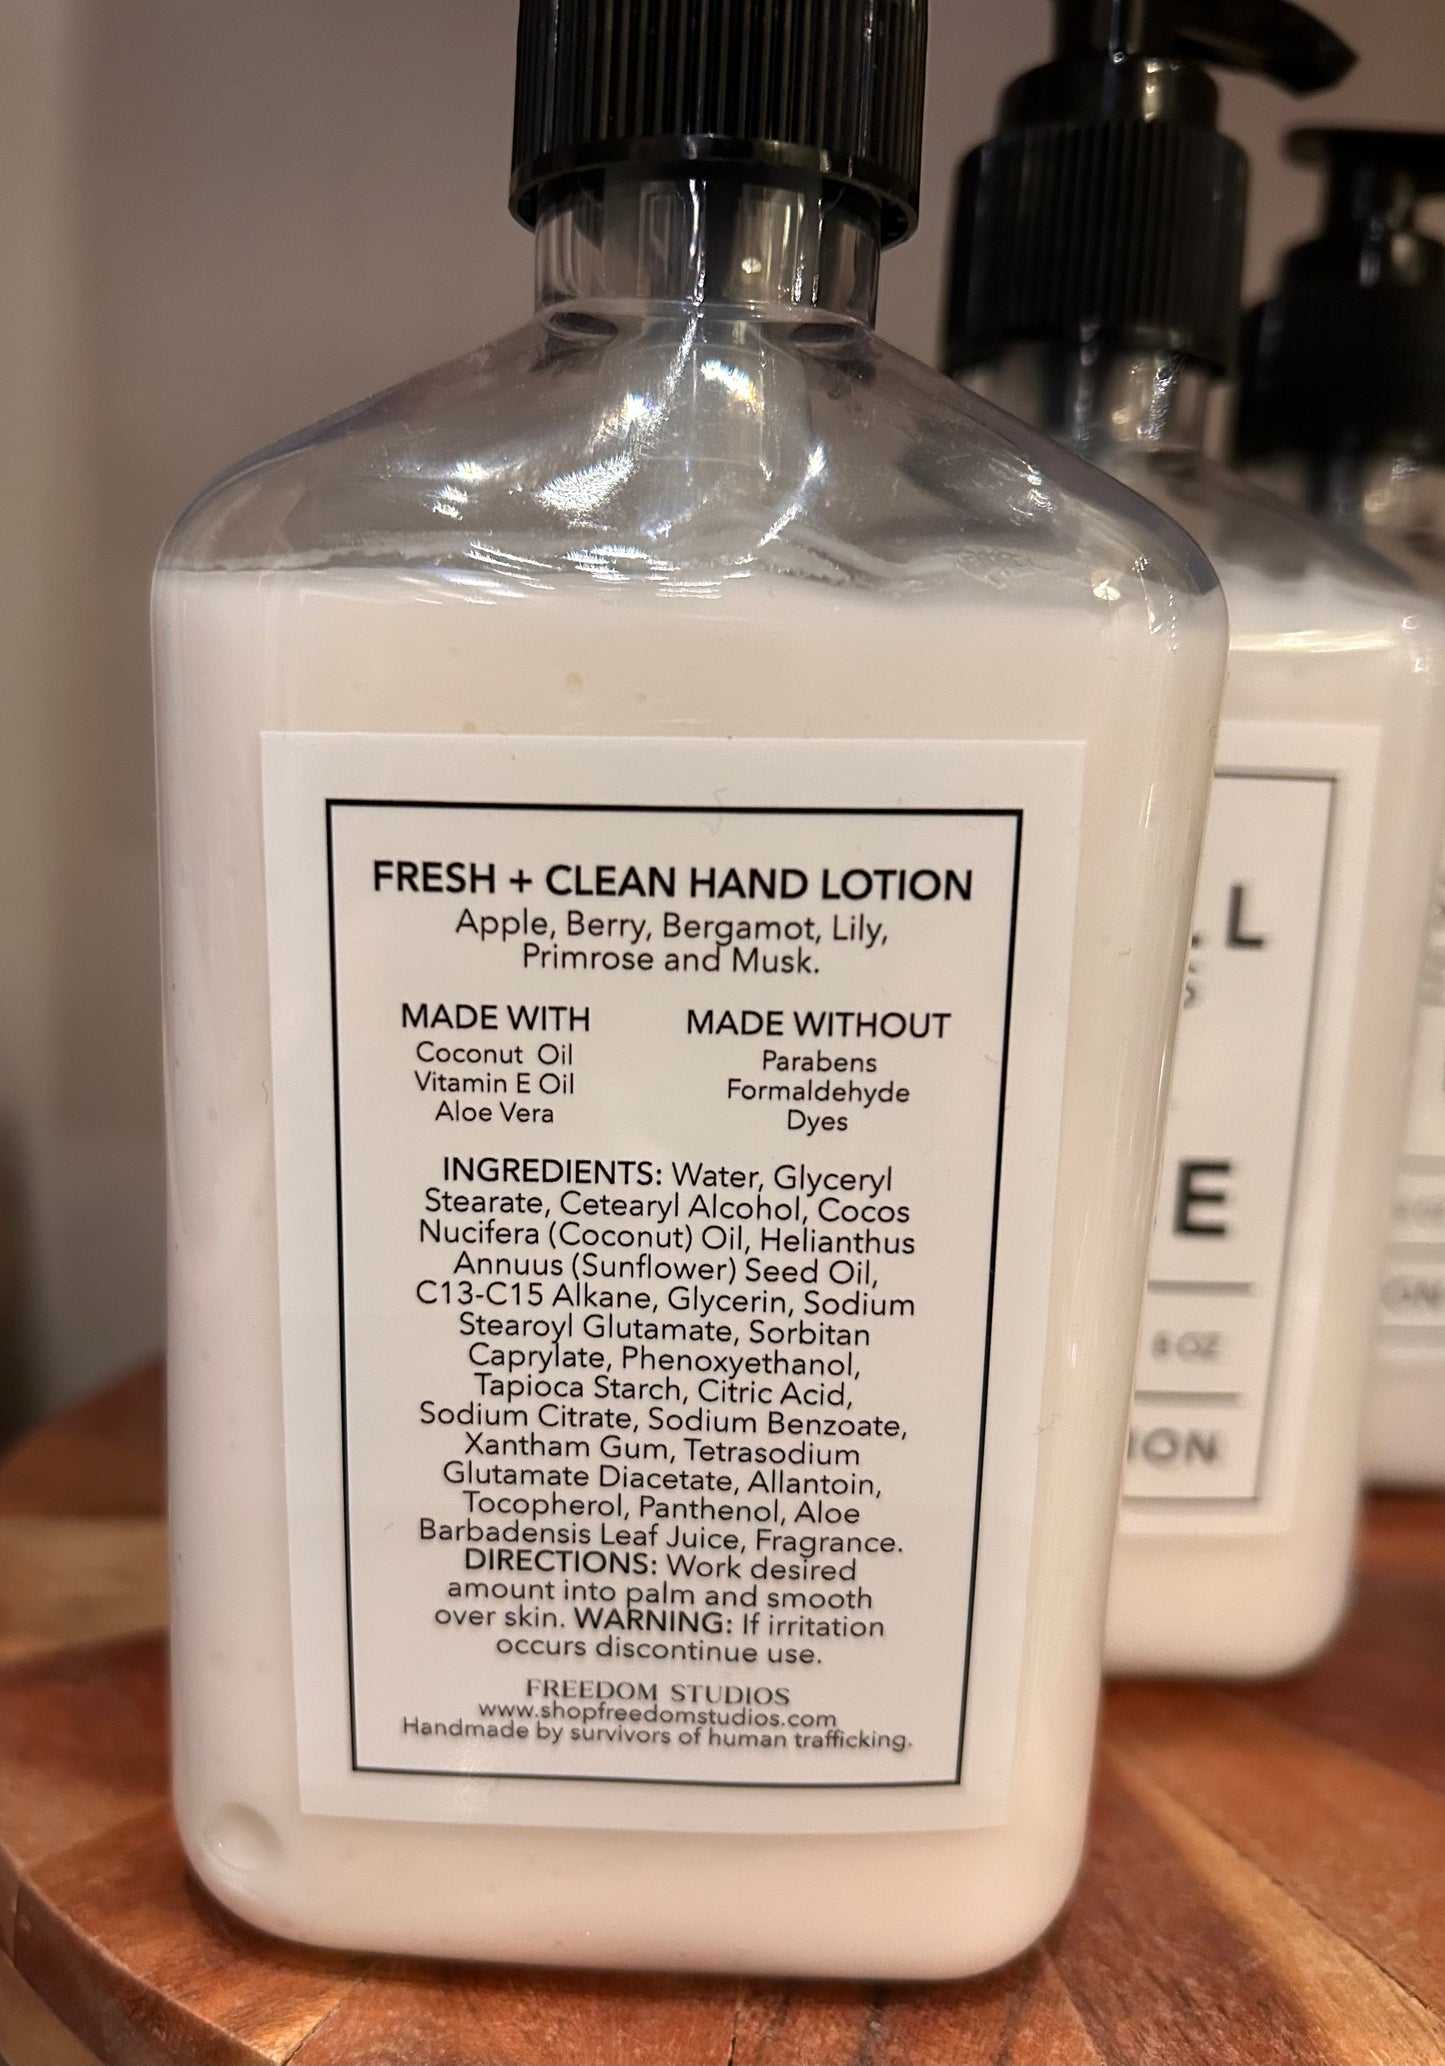 FRESH + CLEAN HAND LOTION
Apple, Berry, Bergamot, Lily,
Primrose and Musk.
MADE WITH
Coconut Oil
Vitamin E Oil
Aloe Vera
MADE WITHOUT
Parabens
Formaldehyde
Dyes
INGREDIENTS: Water, Glyceryl
Stearate, Cetearyl Alcohol, Cocos
Nucifera (Coconut) Oil, Helianthus
Annuus (Sunflower) Seed Oil,
C13-C15 Alkane, Glycerin, Sodium
Stearoyl Glutamate, Sorbitan
Caprylate, Phenoxyethanol,
Tapioca Starch, Citric Acid,
Sodium Citrate, Sodium Benzoate,
Xantham Gum, Tetrasodium
Glutamate Diacetate, Allantoin,
Tocopherol, Panthenol, Aloe
Barbadensis Leaf Juice, Fragrance.
DIRECTIONS: Work desired
amount into palm and smooth
over skin. WARNING: If irritation
occurs discontinue use.
FREEDOM STUDIOS
www.shopfreedomstudios.com
Handmade by survivors of human trafficking.
L
E
8 OZ
ION